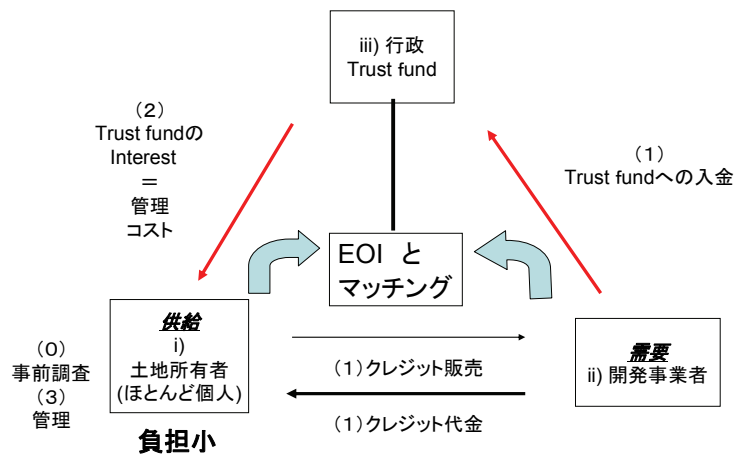 iii) 行政
Trust fund
（2）
Trust fundの
Interest
＝
管理
コスト
（1）
Trust fundへの入金
EOI と
マッチング
供給
i)
土地所有者
(ほとんど個人)
（0）
事前調査
（3）
管理
負担小
（1）クレジット販売
（1）クレジット代金
需要
ii) 開発事業者